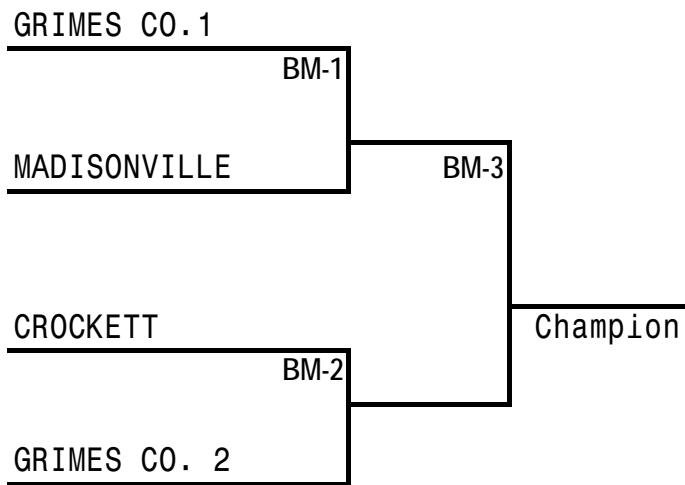 GRIMES CO.1
BM-1
MADISONVILLE
BM-3
CROCKETT
Champion
BM-2
GRIMES CO. 2